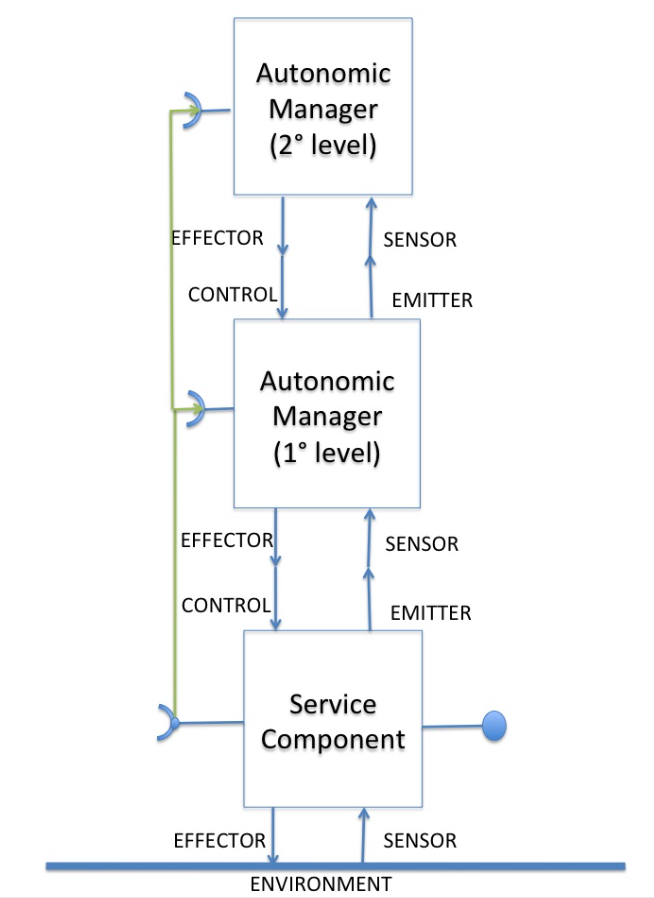 Autonomic
Manager
(2° level)
EFFECTOR
SENSOR
CONTROL
EMITTER
Autonomic
Manager
(1° level)
EFFECTOR
SENSOR
CONTROL
EMITTER
Service
Component
EFFECTOR
SENSOR
ENVIRONMENT